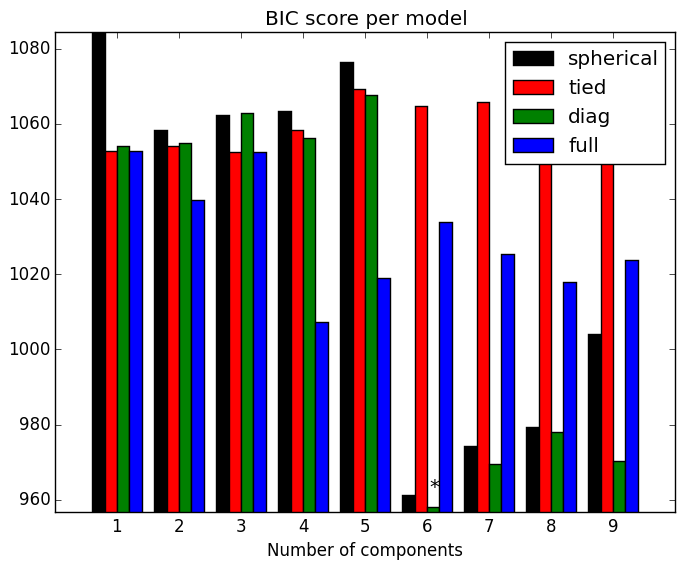 BIC score per model
1080
1060
1040
1020
1000
980
960
spherical
tied
diag
full
*
1 2 3 4 5 6 7 8 9
Number of components